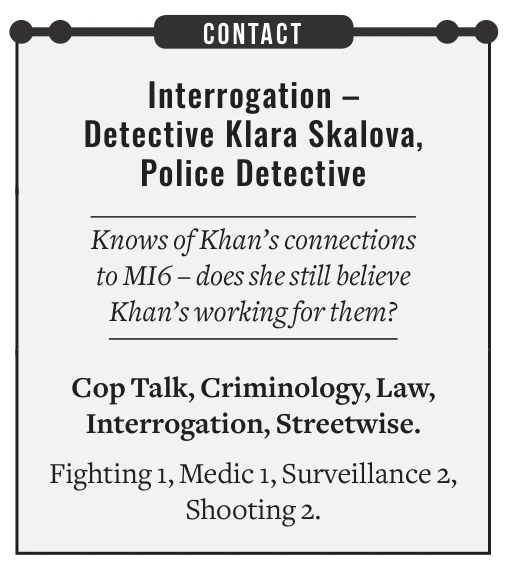 CONTACT
Interrogation –
Detective Klara Skalova,
Police Detective
Knows of Khan’s connections
to MI6 – does she still believe
Khan’s working for them?
Cop Talk, Criminology, Law,
Interrogation, Streetwise.
Fighting 1, Medic 1, Surveillance 2,
Shooting 2.